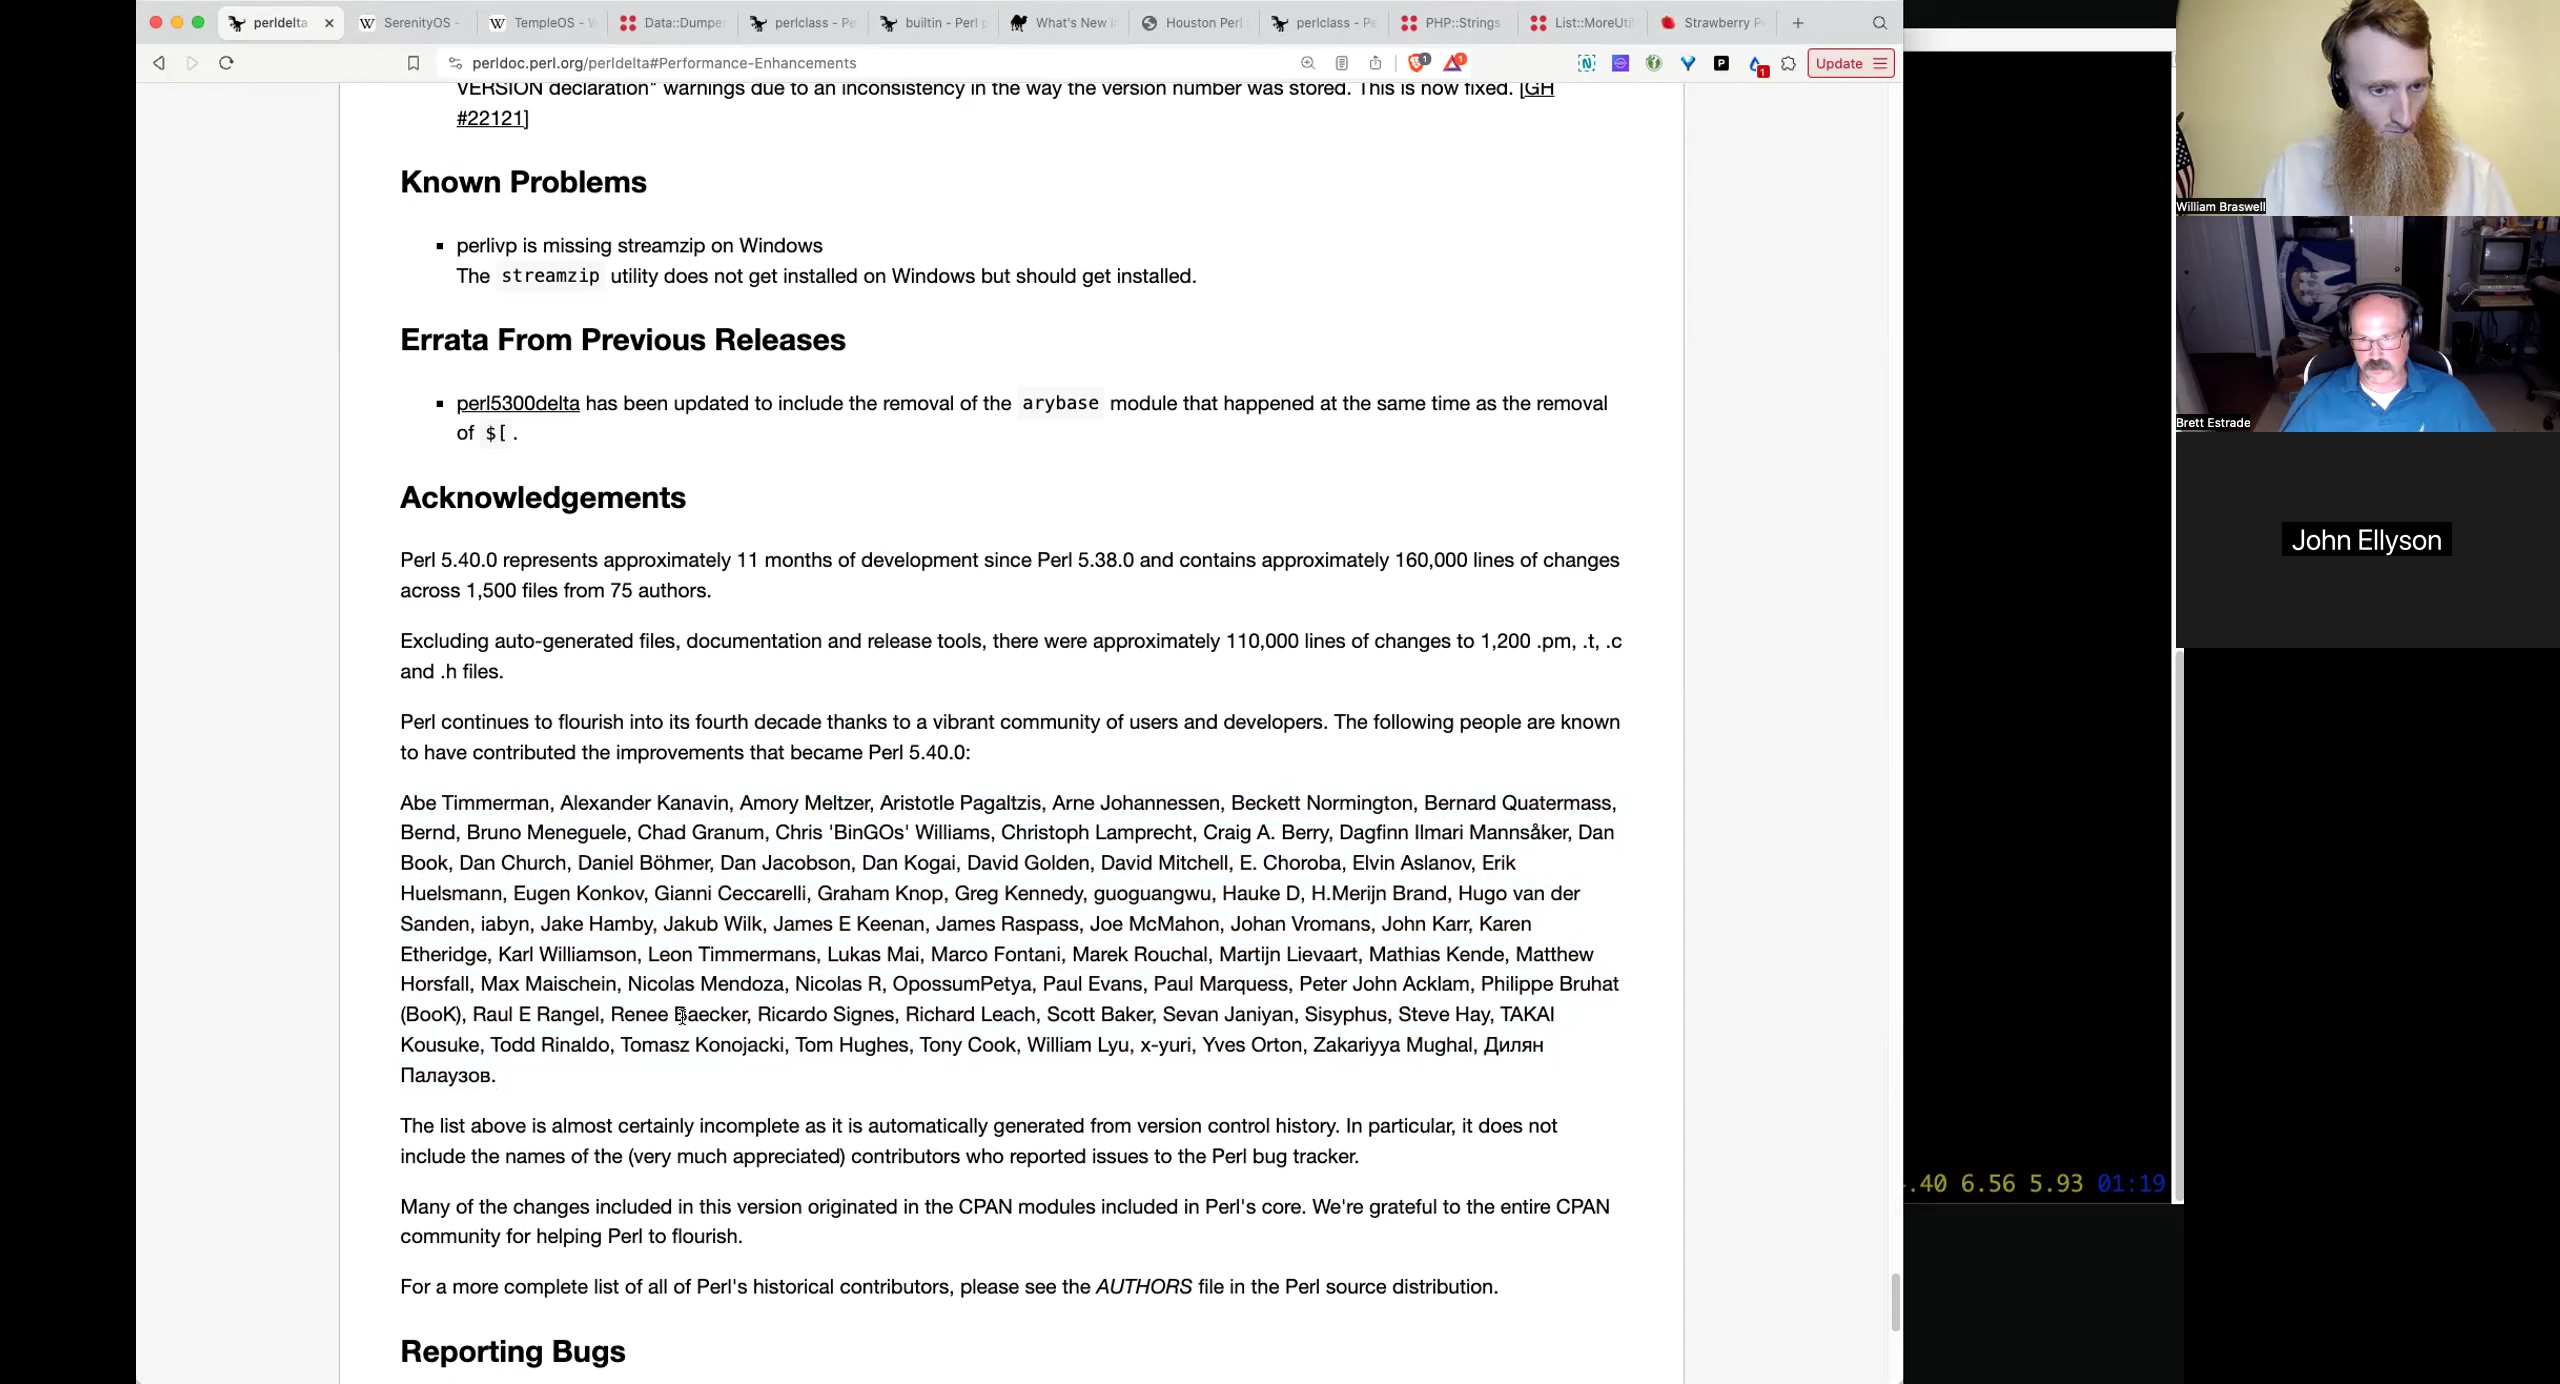 perldelta
SerenityOS -
TempleOS - W
Data::Dumpe
perlclass - Pe
builtin - Perl p
What's New i
Houston Perl
perlclass - Pe
PHP::Strings
List::MoreUti
Strawberry P
perldoc.perl.org/perldelta#Performance-Enhancements
Update
VERSION declaration" warnings due to an inconsistency in the way the version number was stored. This is now fixed. [GH
#22121]
Known Problems
perlivp is missing streamzip on Windows
The streamzip utility does not get installed on Windows but should get installed.
Errata From Previous Releases
perl5300delta has been updated to include the removal of the arybase module that happened at the same time as the removal
of $[ .
Acknowledgements
Perl 5.40.0 represents approximately 11 months of development since Perl 5.38.0 and contains approximately 160,000 lines of changes
across 1,500 files from 75 authors.
Excluding auto-generated files, documentation and release tools, there were approximately 110,000 lines of changes to 1,200 .pm, .t, .c
and .h files.
Perl continues to flourish into its fourth decade thanks to a vibrant community of users and developers. The following people are known
to have contributed the improvements that became Perl 5.40.0:
Abe Timmerman, Alexander Kanavin, Amory Meltzer, Aristotle Pagaltzis, Arne Johannessen, Beckett Normington, Bernard Quatermass,
Bernd, Bruno Meneguele, Chad Granum, Chris 'BinGOs' Williams, Christoph Lamprecht, Craig A. Berry, Dagfinn Ilmari Mannsåker, Dan
Book, Dan Church, Daniel Böhmer, Dan Jacobson, Dan Kogai, David Golden, David Mitchell, E. Choroba, Elvin Aslanov, Erik
Huelsmann, Eugen Konkov, Gianni Ceccarelli, Graham Knop, Greg Kennedy, guoguangwu, Hauke D, H.Merijn Brand, Hugo van der
Sanden, iabyn, Jake Hamby, Jakub Wilk, James E Keenan, James Raspass, Joe McMahon, Johan Vromans, John Karr, Karen
Etheridge, Karl Williamson, Leon Timmermans, Lukas Mai, Marco Fontani, Marek Rouchal, Martijn Lievaart, Mathias Kende, Matthew
Horsfall, Max Maischein, Nicolas Mendoza, Nicolas R, OpossumPetya, Paul Evans, Paul Marquess, Peter John Acklam, Philippe Bruhat
(BooK), Raul E Rangel, Renee Baecker, Ricardo Signes, Richard Leach, Scott Baker, Sevan Janiyan, Sisyphus, Steve Hay, TAKAI
Kousuke, Todd Rinaldo, Tomasz Konojacki, Tom Hughes, Tony Cook, William Lyu, x-yuri, Yves Orton, Zakariyya Mughal, Дилян
Палаузов.
The list above is almost certainly incomplete as it is automatically generated from version control history. In particular, it does not
include the names of the (very much appreciated) contributors who reported issues to the Perl bug tracker.
Many of the changes included in this version originated in the CPAN modules included in Perl's core. We're grateful to the entire CPAN
community for helping Perl to flourish.
For a more complete list of all of Perl's historical contributors, please see the AUTHORS file in the Perl source distribution.
Reporting Bugs
William Braswell
Brett Estrade
John Ellyson
.40 6.56 5.93 01:19